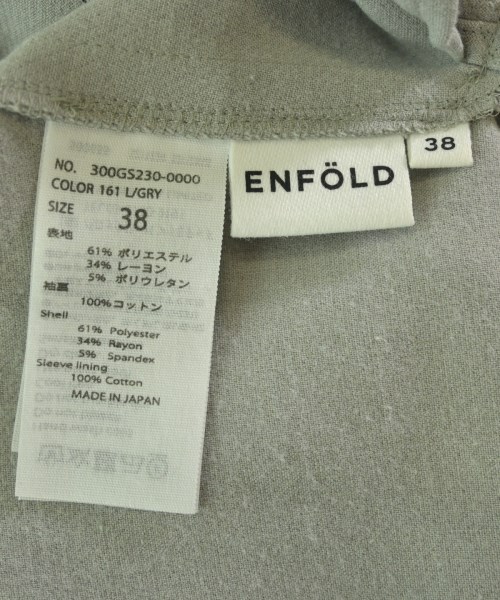 NO. 300GS230-0000
COLOR 161 L/GRY
SIZE 38
表地
61% ポリエステル
34% レーヨン
5% ポリウレタン
袖裏
100%コットン
Shell
61% Polyester
34% Rayon
5% Spandex
Sleeve lining
100% Cotton
MADE IN JAPAN
ENFÖLD
38